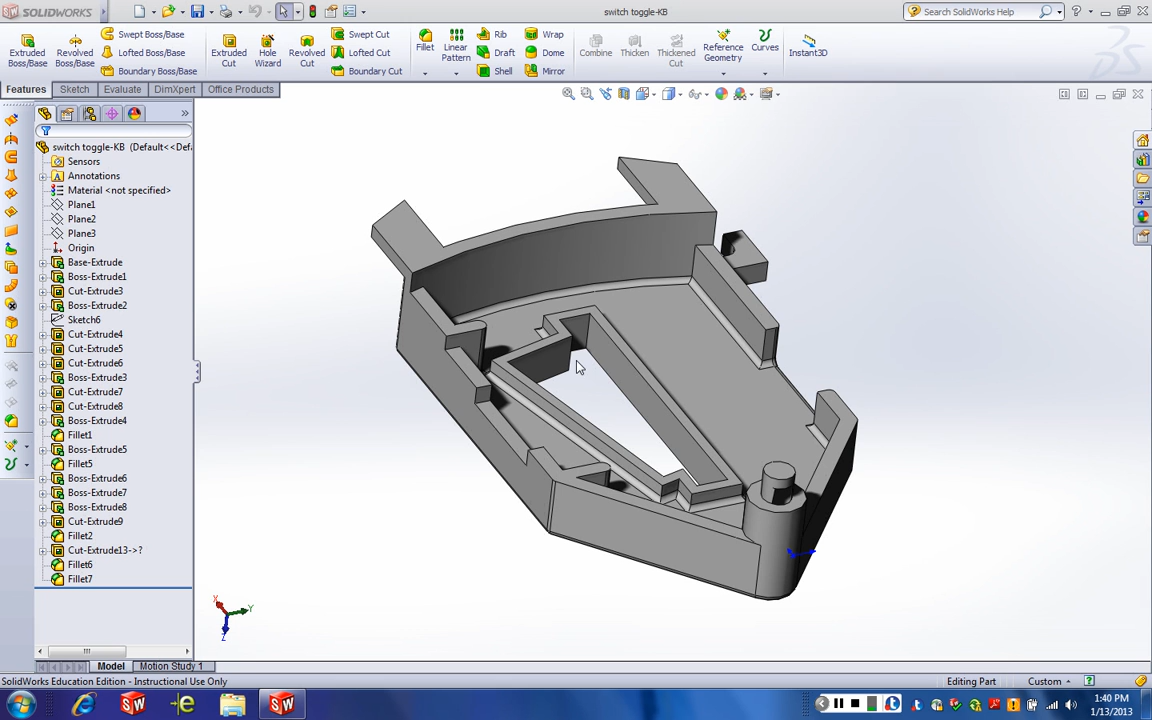 SOLIDWORKS
switch toggle-KB
Search SolidWorks Help
Extruded Boss/Base
Revolved Boss/Base
Swept Boss/Base
Lofted Boss/Base
Boundary Boss/Base
Extruded Cut
Hole Wizard
Revolved Cut
Swept Cut
Lofted Cut
Boundary Cut
Fillet
Linear Pattern
Rib
Draft
Shell
Wrap
Dome
Mirror
Combine
Thicken
Thickened Cut
Reference Geometry
Curves
Instant3D
Features
Sketch
Evaluate
DimXpert
Office Products
switch toggle-KB (Default<<Def
Sensors
Annotations
Material <not specified>
Plane1
Plane2
Plane3
Origin
Base-Extrude
Boss-Extrude1
Cut-Extrude3
Boss-Extrude2
Sketch6
Cut-Extrude4
Cut-Extrude5
Cut-Extrude6
Boss-Extrude3
Cut-Extrude7
Cut-Extrude8
Boss-Extrude4
Fillet1
Boss-Extrude5
Fillet5
Boss-Extrude6
Boss-Extrude7
Boss-Extrude8
Cut-Extrude9
Fillet2
Cut-Extrude13->?
Fillet6
Fillet7
X
Y
Z
Model
Motion Study 1
SolidWorks Education Edition - Instructional Use Only
Editing Part
Custom
1:40 PM
1/13/2013